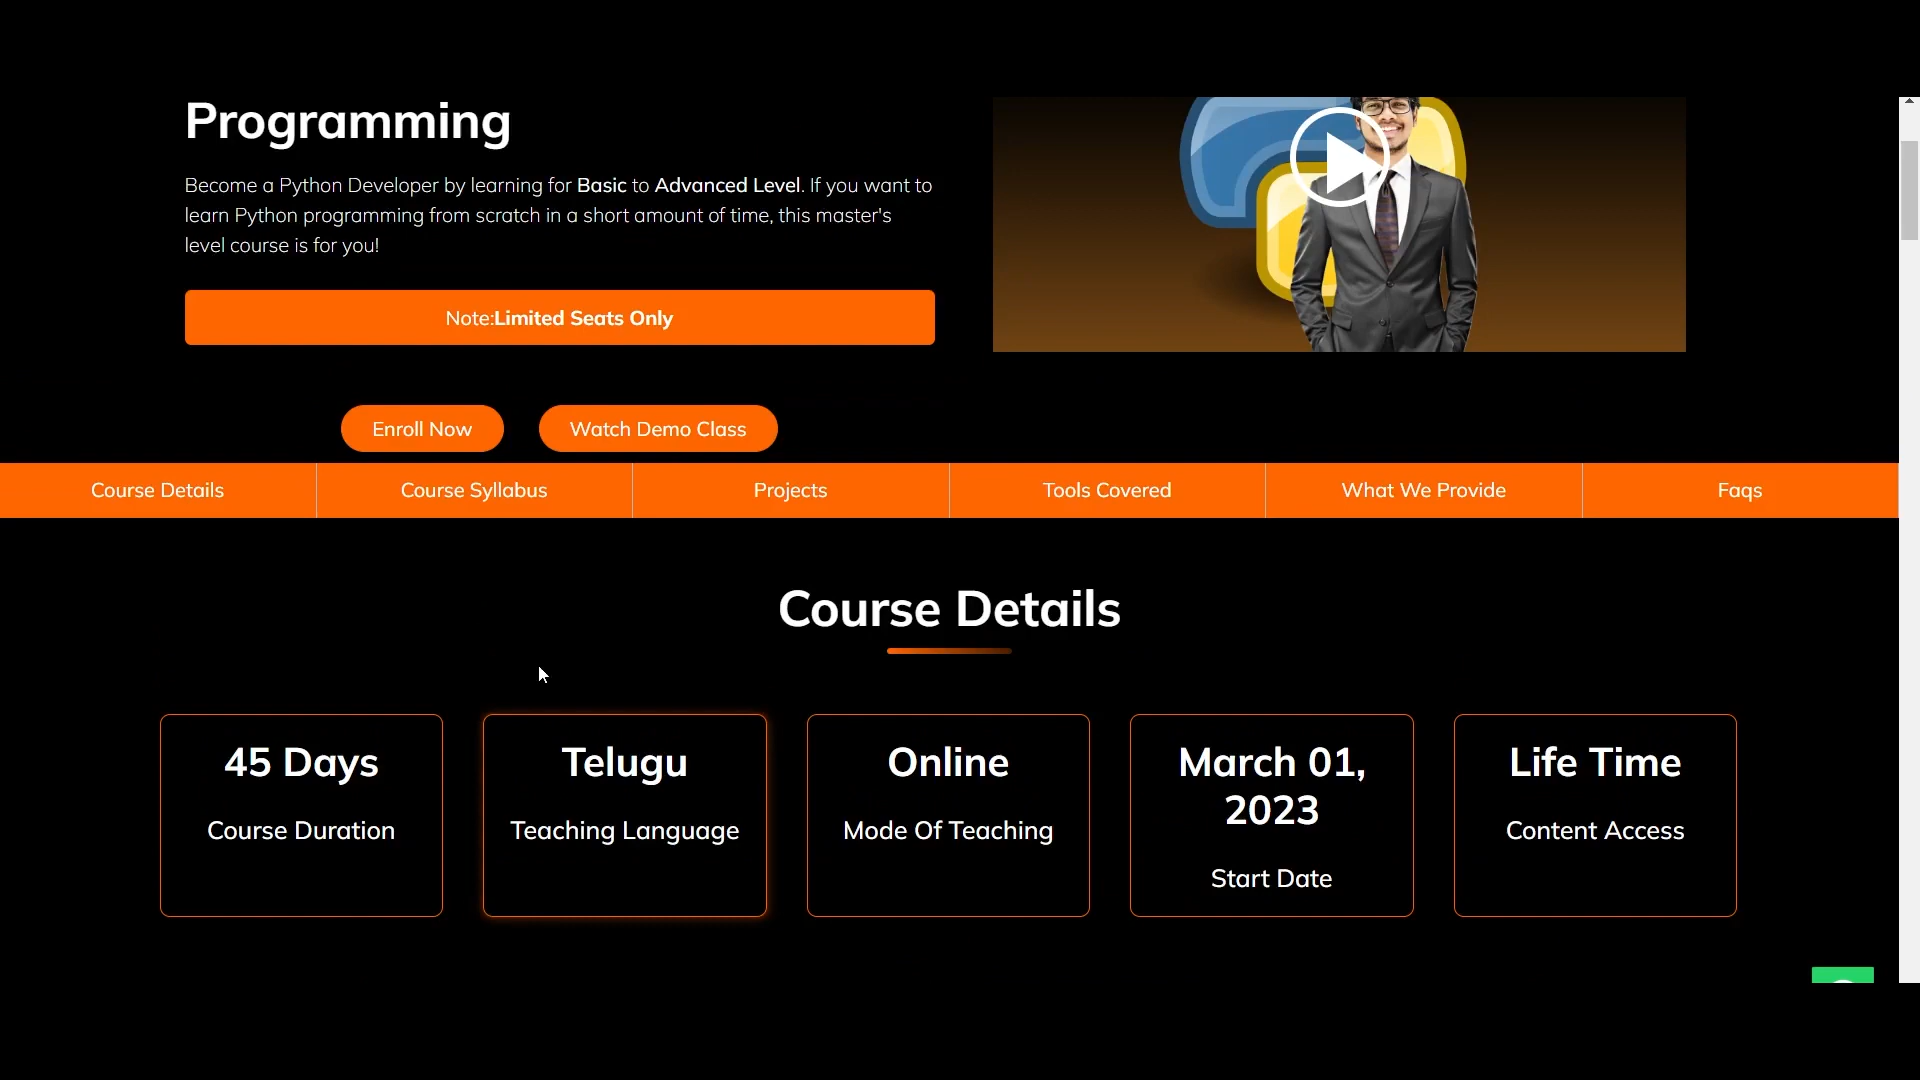 Programming
Become a Python Developer by learning for Basic to Advanced Level. If you want to
learn Python programming from scratch in a short amount of time, this master's
level course is for you!
Note:Limited Seats Only
Enroll Now
Watch Demo Class
Course Details
Course Syllabus
Projects
Tools Covered
What We Provide
Faqs
Course Details
45 Days
Course Duration
Telugu
Teaching Language
Online
Mode Of Teaching
March 01,
2023
Start Date
Life Time
Content Access